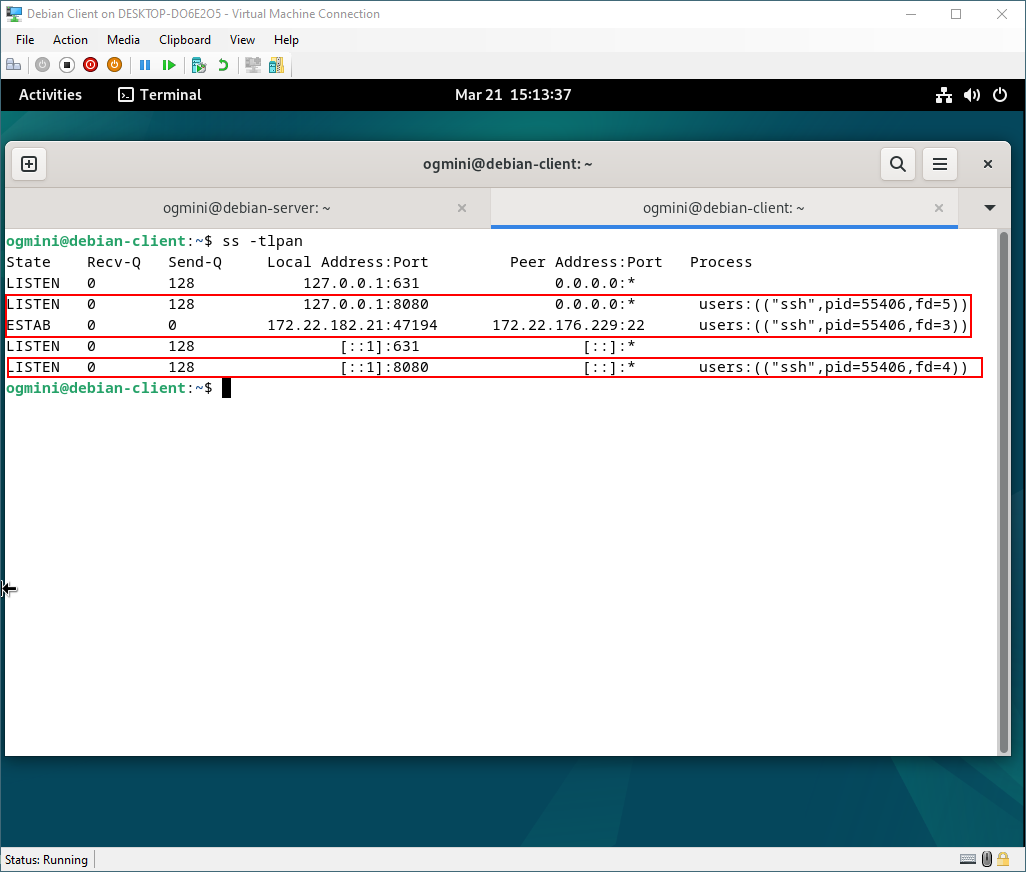 Debian Client on DESKTOP-DO6E2O5 - Virtual Machine Connection
File Action Media Clipboard View Help
Activities Terminal Mar 21 15:13:37
ogmini@debian-client: ~
ogmini@debian-server: ~ ogmini@debian-client: ~
ogmini@debian-client:~$ ss -tlpan
State Recv-Q Send-Q Local Address:Port Peer Address:Port Process
LISTEN 0 128 127.0.0.1:631 0.0.0.0:*
LISTEN 0 128 127.0.0.1:8080 0.0.0.0:* users:(("ssh",pid=55406,fd=5))
ESTAB 0 0 172.22.182.21:47194 172.22.176.229:22 users:(("ssh",pid=55406,fd=3))
LISTEN 0 128 [::1]:631 [::]:*
LISTEN 0 128 [::1]:8080 [::]:* users:(("ssh",pid=55406,fd=4))
ogmini@debian-client:~$
Status: Running